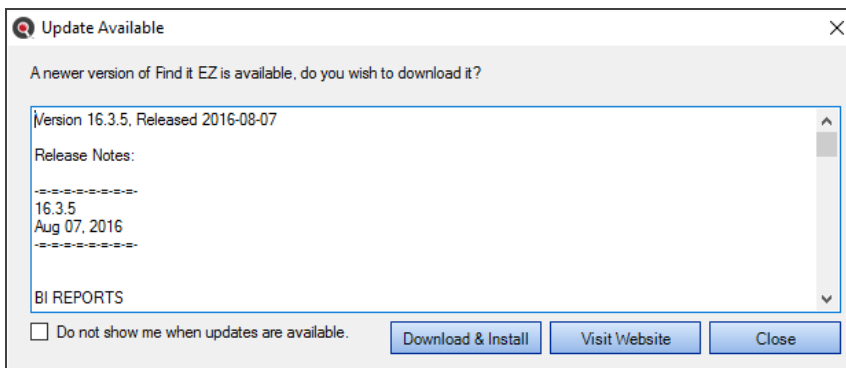 Update Available
A newer version of Find it EZ is available, do you wish to download it?
Version 16.3.5, Released 2016-08-07
Release Notes:
-=-=-=-=-=-=-=-
16.3.5
Aug 07, 2016
-=-=-=-=-=-=-=-
BI REPORTS
Do not show me when updates are available.
Download & Install
Visit Website
Close